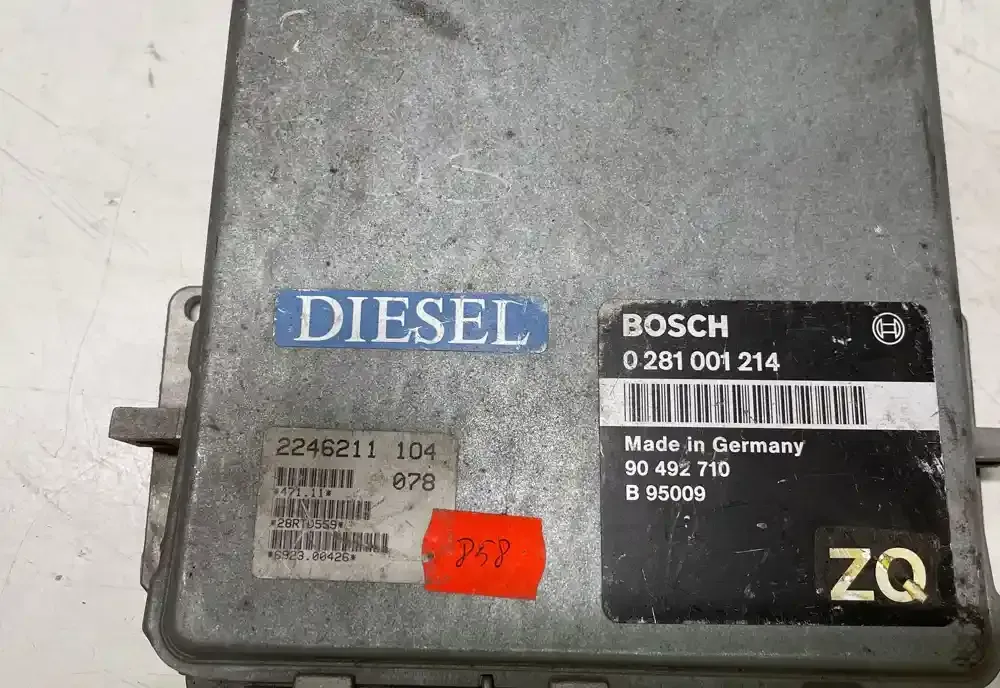 DIESEL
BOSCH
0 281 001 214
Made in Germany
90 492 710
B 95009
ZQ
2246211 104
078
*471.11*
*28RT0559*
*6923.00426*
858